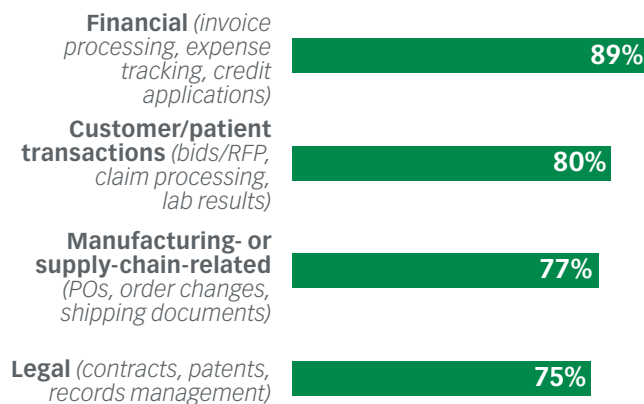 Financial (invoice
processing, expense
tracking, credit
applications)
89%
Customer/patient
transactions (bids/RFP,
claim processing,
lab results)
80%
Manufacturing- or
supply-chain-related
(POs, order changes,
shipping documents)
77%
Legal (contracts, patents,
records management)
75%